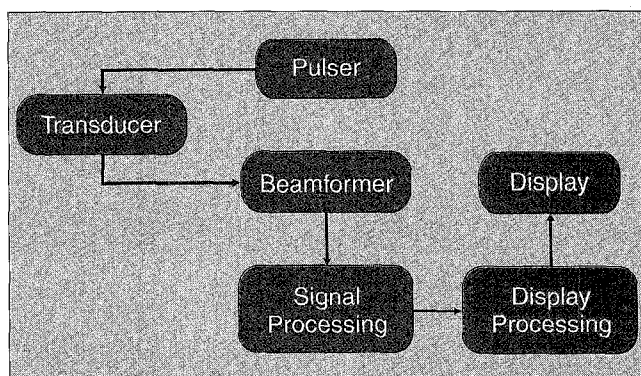 Pulser
Transducer
Beamformer
Display
Signal
Processing
Display
Processing